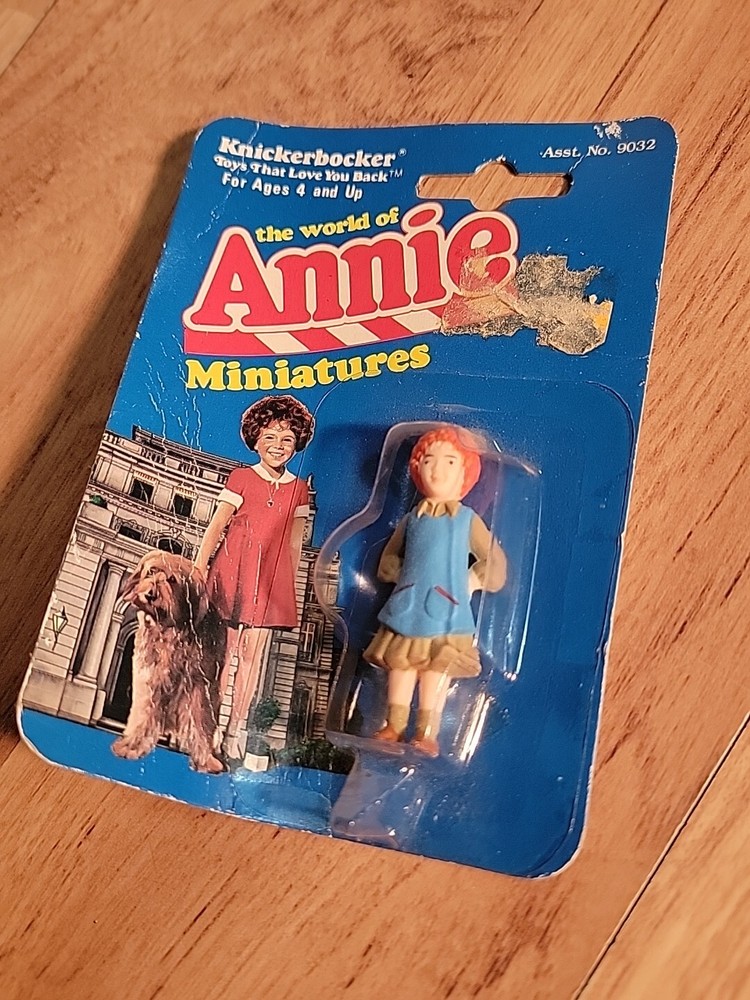 Knickerbocker®
Toys That Love You Back™
For Ages 4 and Up
Asst. No. 9032
the world of
Annie
Miniatures